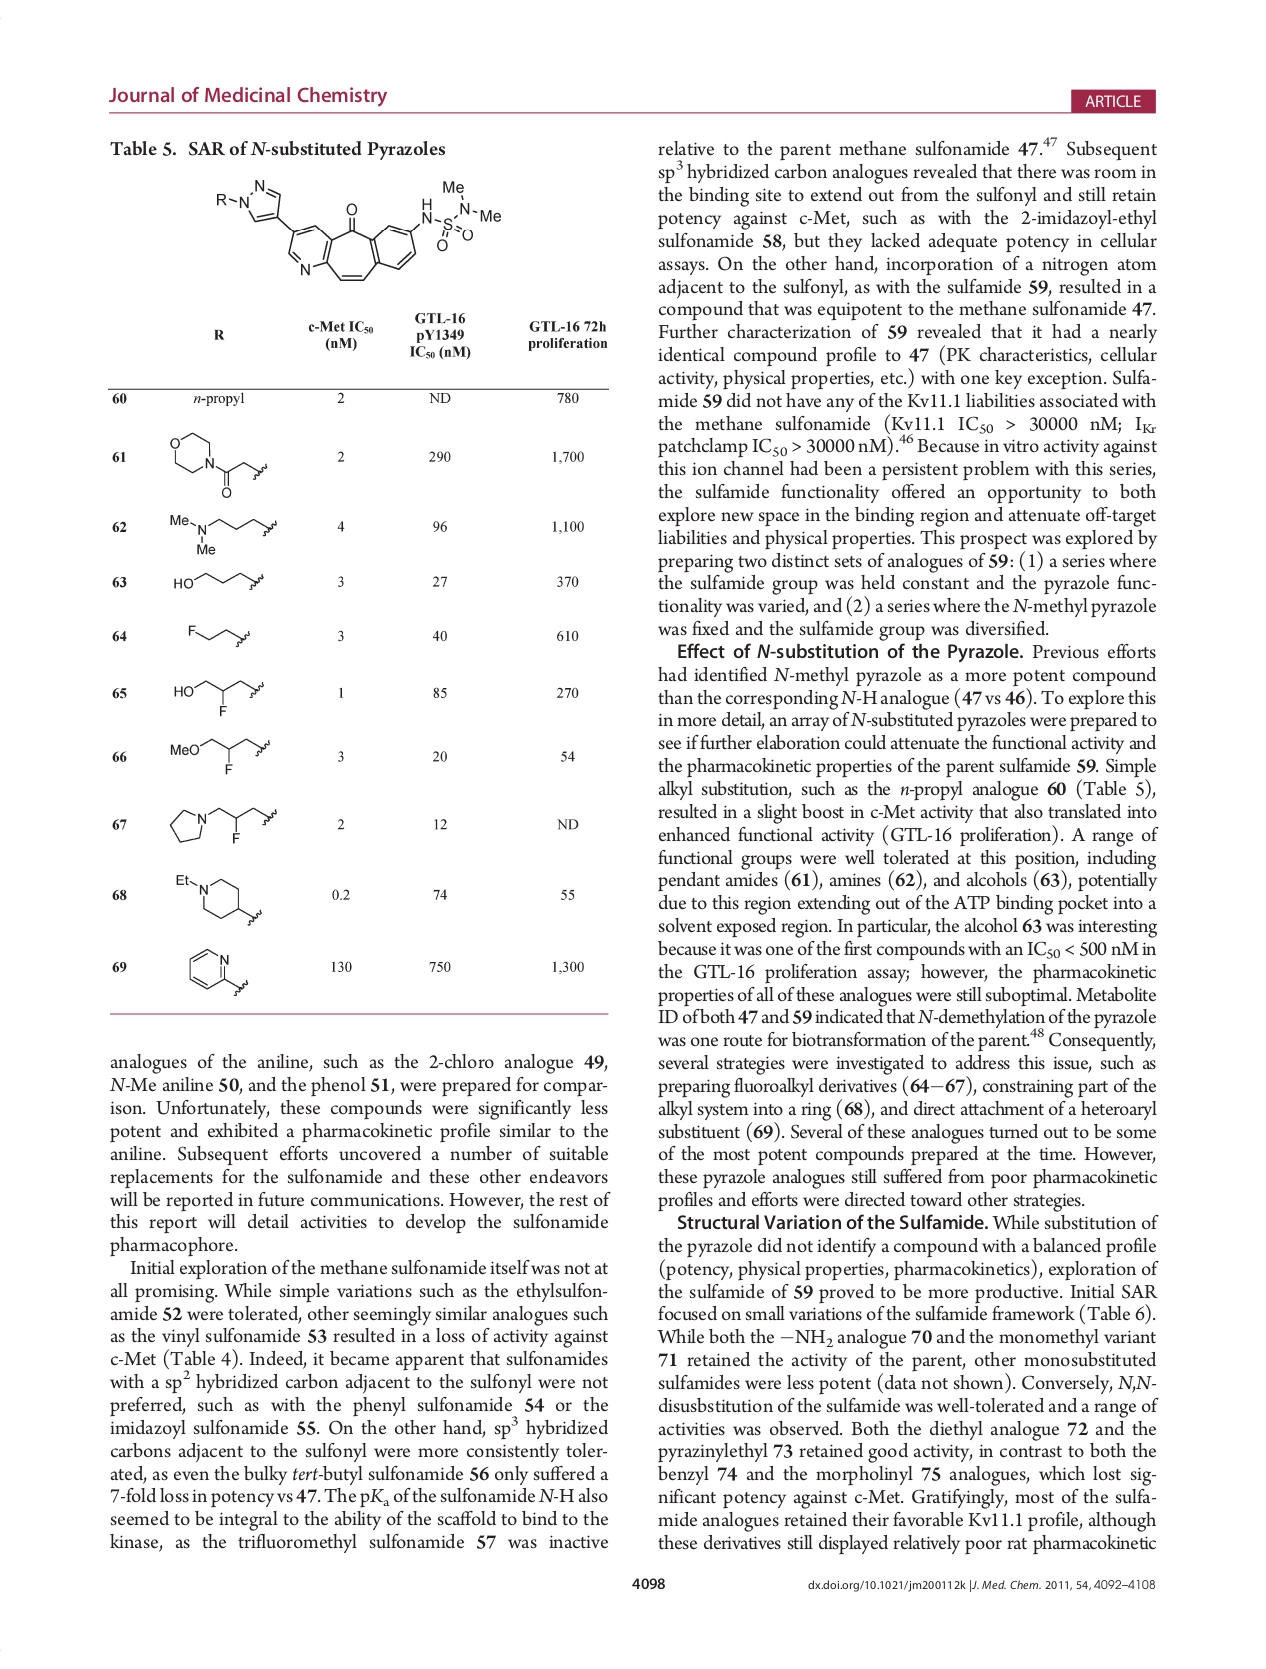 Journal of Medicinal Chemistry
ARTICLE
Table 5. SAR of N-substituted Pyrazoles
R
N
N
N
O
H
N
S
O
O
N
Me
Me
R
c-Met IC50
(nM)
GTL-16
pY1349
IC50 (nM)
GTL-16 72h
proliferation
60 n-propyl 2 ND 780
61 O N O 2 290 1,700
62 Me N Me 4 96 1,100
63 HO 3 27 370
64 F 3 40 610
65 HO F 1 85 270
66 MeO F 3 20 54
67 N F 2 12 ND
68 Et N 0.2 74 55
69 N 130 750 1,300
analogues of the aniline, such as the 2-chloro analogue 49,
N-Me aniline 50, and the phenol 51, were prepared for compar-
ison. Unfortunately, these compounds were significantly less
potent and exhibited a pharmacokinetic profile similar to the
aniline. Subsequent efforts uncovered a number of suitable
replacements for the sulfonamide and these other endeavors
will be reported in future communications. However, the rest of
this report will detail activities to develop the sulfonamide
pharmacophore.
Initial exploration of the methane sulfonamide itself was not at
all promising. While simple variations such as the ethylsulfon-
amide 52 were tolerated, other seemingly similar analogues such
as the vinyl sulfonamide 53 resulted in a loss of activity against
c-Met (Table 4). Indeed, it became apparent that sulfonamides
with a sp2 hybridized carbon adjacent to the sulfonyl were not
preferred, such as with the phenyl sulfonamide 54 or the
imidazoyl sulfonamide 55. On the other hand, sp3 hybridized
carbons adjacent to the sulfonyl were more consistently toler-
ated, as even the bulky tert-butyl sulfonamide 56 only suffered a
7-fold loss in potency vs 47. The pKa of the sulfonamide N-H also
seemed to be integral to the ability of the scaffold to bind to the
kinase, as the trifluoromethyl sulfonamide 57 was inactive
relative to the parent methane sulfonamide 47.47 Subsequent
sp3 hybridized carbon analogues revealed that there was room in
the binding site to extend out from the sulfonyl and still retain
potency against c-Met, such as with the 2-imidazoyl-ethyl
sulfonamide 58, but they lacked adequate potency in cellular
assays. On the other hand, incorporation of a nitrogen atom
adjacent to the sulfonyl, as with the sulfamide 59, resulted in a
compound that was equipotent to the methane sulfonamide 47.
Further characterization of 59 revealed that it had a nearly
identical compound profile to 47 (PK characteristics, cellular
activity, physical properties, etc.) with one key exception. Sulfa-
mide 59 did not have any of the Kv11.1 liabilities associated with
the methane sulfonamide (Kv11.1 IC50 > 30000 nM; IKr
patchclamp IC50 > 30000 nM).46 Because in vitro activity against
this ion channel had been a persistent problem with this series,
the sulfamide functionality offered an opportunity to both
explore new space in the binding region and attenuate off-target
liabilities and physical properties. This prospect was explored by
preparing two distinct sets of analogues of 59: (1) a series where
the sulfamide group was held constant and the pyrazole func-
tionality was varied, and (2) a series where the N-methyl pyrazole
was fixed and the sulfamide group was diversified.
Effect of N-substitution of the Pyrazole. Previous efforts
had identified N-methyl pyrazole as a more potent compound
than the corresponding N-H analogue (47 vs 46). To explore this
in more detail, an array of N-substituted pyrazoles were prepared to
see if further elaboration could attenuate the functional activity and
the pharmacokinetic properties of the parent sulfamide 59. Simple
alkyl substitution, such as the n-propyl analogue 60 (Table 5),
resulted in a slight boost in c-Met activity that also translated into
enhanced functional activity (GTL-16 proliferation). A range of
functional groups were well tolerated at this position, including
pendant amides (61), amines (62), and alcohols (63), potentially
due to this region extending out of the ATP binding pocket into a
solvent exposed region. In particular, the alcohol 63 was interesting
because it was one of the first compounds with an IC50 < 500 nM in
the GTL-16 proliferation assay; however, the pharmacokinetic
properties of all of these analogues were still suboptimal. Metabolite
ID of both 47 and 59 indicated that N-demethylation of the pyrazole
was one route for biotransformation of the parent.48 Consequently,
several strategies were investigated to address this issue, such as
preparing fluoroalkyl derivatives (64−67), constraining part of the
alkyl system into a ring (68), and direct attachment of a heteroaryl
substituent (69). Several of these analogues turned out to be some
of the most potent compounds prepared at the time. However,
these pyrazole analogues still suffered from poor pharmacokinetic
profiles and efforts were directed toward other strategies.
Structural Variation of the Sulfamide. While substitution of
the pyrazole did not identify a compound with a balanced profile
(potency, physical properties, pharmacokinetics), exploration of
the sulfamide of 59 proved to be more productive. Initial SAR
focused on small variations of the sulfamide framework (Table 6).
While both the −NH2 analogue 70 and the monomethyl variant
71 retained the activity of the parent, other monosubstituted
sulfamides were less potent (data not shown). Conversely, N,N-
disusbstitution of the sulfamide was well-tolerated and a range of
activities was observed. Both the diethyl analogue 72 and the
pyrazinylethyl 73 retained good activity, in contrast to both the
benzyl 74 and the morpholinyl 75 analogues, which lost sig-
nificant potency against c-Met. Gratifyingly, most of the sulfa-
mide analogues retained their favorable Kv11.1 profile, although
these derivatives still displayed relatively poor rat pharmacokinetic
4098
dx.doi.org/10.1021/jm200112k |J. Med. Chem. 2011, 54, 4092–4108